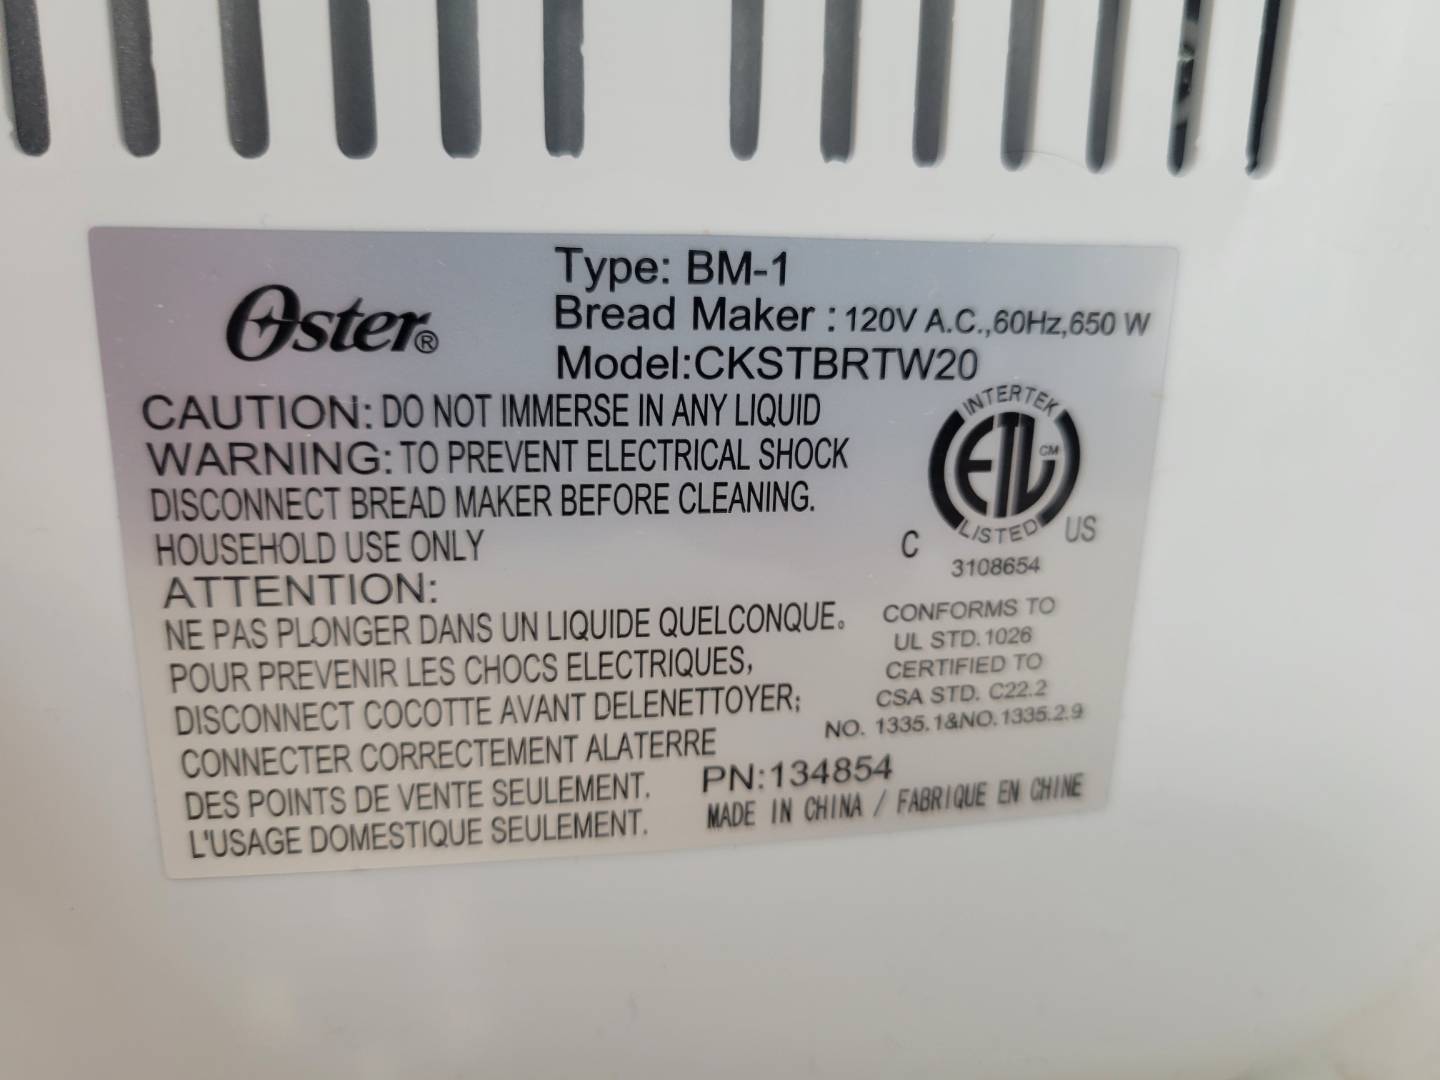 Oster®
Type: BM-1
Bread Maker : 120V A.C.,60Hz,650 W
Model:CKSTBRTW20
CAUTION: DO NOT IMMERSE IN ANY LIQUID
WARNING: TO PREVENT ELECTRICAL SHOCK
DISCONNECT BREAD MAKER BEFORE CLEANING.
HOUSEHOLD USE ONLY
ATTENTION:
NE PAS PLONGER DANS UN LIQUIDE QUELCONQUE。
POUR PREVENIR LES CHOCS ELECTRIQUES,
DISCONNECT COCOTTE AVANT DELENETTOYER;
CONNECTER CORRECTEMENT ALATERRE
DES POINTS DE VENTE SEULEMENT.
L'USAGE DOMESTIQUE SEULEMENT.
INTERTEK
ETL CM
LISTED
C US
3108654
CONFORMS TO
UL STD. 1026
CERTIFIED TO
CSA STD. C22.2
NO. 1335.1&NO.1335.2.9
PN:134854
MADE IN CHINA / FABRIQUE EN CHINE